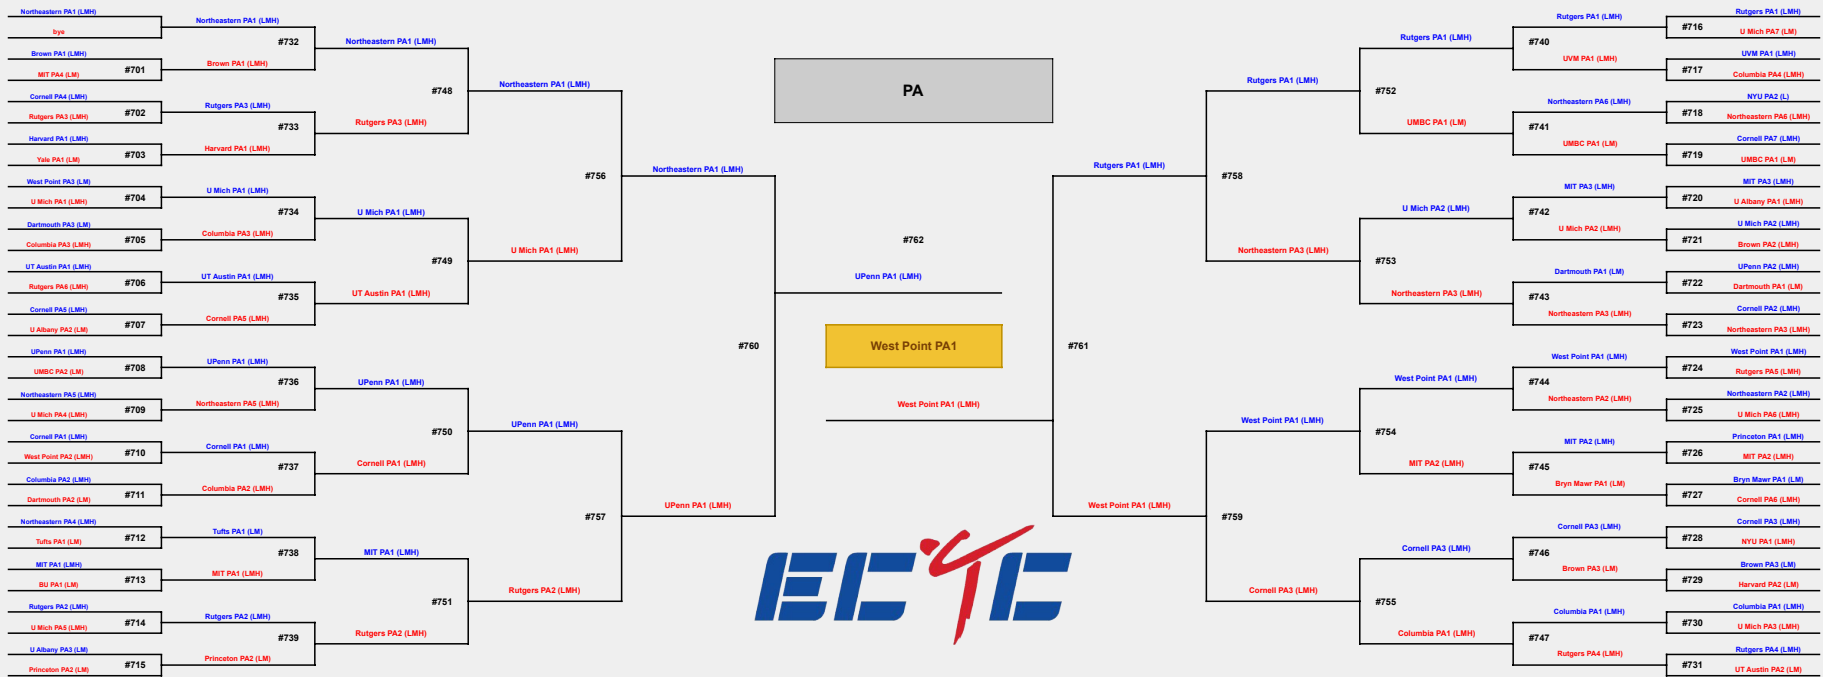 Northeastern PA1 (LMH)
bye
Brown PA1 (LMH)
MIT PA4 (LM)
#701
Cornell PA4 (LMH)
Rutgers PA3 (LMH)
#702
Harvard PA1 (LMH)
Yale PA1 (LM)
#703
West Point PA3 (LM)
U Mich PA1 (LMH)
#704
Dartmouth PA3 (LM)
Columbia PA3 (LMH)
#705
UT Austin PA1 (LMH)
Rutgers PA6 (LMH)
#706
Cornell PA5 (LMH)
U Albany PA2 (LM)
#707
UPenn PA1 (LMH)
UMBC PA2 (LM)
#708
Northeastern PA5 (LMH)
U Mich PA4 (LMH)
#709
Cornell PA1 (LMH)
West Point PA2 (LMH)
#710
Columbia PA2 (LMH)
Dartmouth PA2 (LM)
#711
Northeastern PA4 (LMH)
Tufts PA1 (LM)
#712
MIT PA1 (LMH)
BU PA1 (LM)
#713
Rutgers PA2 (LMH)
U Mich PA5 (LMH)
#714
U Albany PA3 (LM)
Princeton PA2 (LM)
#715
Northeastern PA1 (LMH)
#732
Brown PA1 (LMH)
Rutgers PA3 (LMH)
#733
Harvard PA1 (LMH)
U Mich PA1 (LMH)
#734
Columbia PA3 (LMH)
UT Austin PA1 (LMH)
#735
Cornell PA5 (LMH)
UPenn PA1 (LMH)
#736
Northeastern PA5 (LMH)
Cornell PA1 (LMH)
#737
Columbia PA2 (LMH)
Tufts PA1 (LM)
#738
MIT PA1 (LMH)
Rutgers PA2 (LMH)
#739
Princeton PA2 (LM)
Northeastern PA1 (LMH)
#748
Rutgers PA3 (LMH)
U Mich PA1 (LMH)
#749
UT Austin PA1 (LMH)
UPenn PA1 (LMH)
#750
Cornell PA1 (LMH)
MIT PA1 (LMH)
#751
Rutgers PA2 (LMH)
Northeastern PA1 (LMH)
#756
U Mich PA1 (LMH)
UPenn PA1 (LMH)
#757
Rutgers PA2 (LMH)
Northeastern PA1 (LMH)
#760
UPenn PA1 (LMH)
PA
#762
UPenn PA1 (LMH)
West Point PA1
West Point PA1 (LMH)
ECTC
Rutgers PA1 (LMH)
#761
West Point PA1 (LMH)
Rutgers PA1 (LMH)
#758
Northeastern PA3 (LMH)
West Point PA1 (LMH)
#759
Cornell PA3 (LMH)
Rutgers PA1 (LMH)
#752
UMBC PA1 (LM)
U Mich PA2 (LMH)
#753
Northeastern PA3 (LMH)
West Point PA1 (LMH)
#754
MIT PA2 (LMH)
Cornell PA3 (LMH)
#755
Columbia PA1 (LMH)
Rutgers PA1 (LMH)
#740
UVM PA1 (LMH)
Northeastern PA6 (LMH)
#741
UMBC PA1 (LM)
MIT PA3 (LMH)
#742
U Mich PA2 (LMH)
Dartmouth PA1 (LM)
#743
Northeastern PA3 (LMH)
West Point PA1 (LMH)
#744
Northeastern PA2 (LMH)
MIT PA2 (LMH)
#745
Bryn Mawr PA1 (LM)
Cornell PA3 (LMH)
#746
Brown PA3 (LM)
Columbia PA1 (LMH)
#747
Rutgers PA4 (LMH)
Rutgers PA1 (LMH)
#716
U Mich PA7 (LM)
UVM PA1 (LMH)
#717
Columbia PA4 (LMH)
NYU PA2 (L)
#718
Northeastern PA6 (LMH)
Cornell PA7 (LMH)
#719
UMBC PA1 (LM)
MIT PA3 (LMH)
#720
U Albany PA1 (LMH)
U Mich PA2 (LMH)
#721
Brown PA2 (LMH)
UPenn PA2 (LMH)
#722
Dartmouth PA1 (LM)
Cornell PA2 (LMH)
#723
Northeastern PA3 (LMH)
West Point PA1 (LMH)
#724
Rutgers PA5 (LMH)
Northeastern PA2 (LMH)
#725
U Mich PA6 (LMH)
Princeton PA1 (LMH)
#726
MIT PA2 (LMH)
Bryn Mawr PA1 (LM)
#727
Cornell PA6 (LMH)
Cornell PA3 (LMH)
#728
NYU PA1 (LMH)
Brown PA3 (LM)
#729
Harvard PA2 (LM)
Columbia PA1 (LMH)
#730
U Mich PA3 (LMH)
Rutgers PA4 (LMH)
#731
UT Austin PA2 (LM)